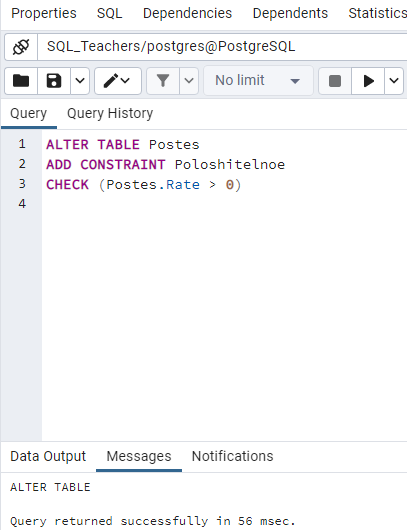 Properties SQL Dependencies Dependents Statistics
SQL_Teachers/postgres@PostgreSQL
No limit
Query Query History
1 ALTER TABLE Postes
2 ADD CONSTRAINT Poloshitelnoe
3 CHECK (Postes.Rate > 0)
4
Data Output Messages Notifications
ALTER TABLE
Query returned successfully in 56 msec.